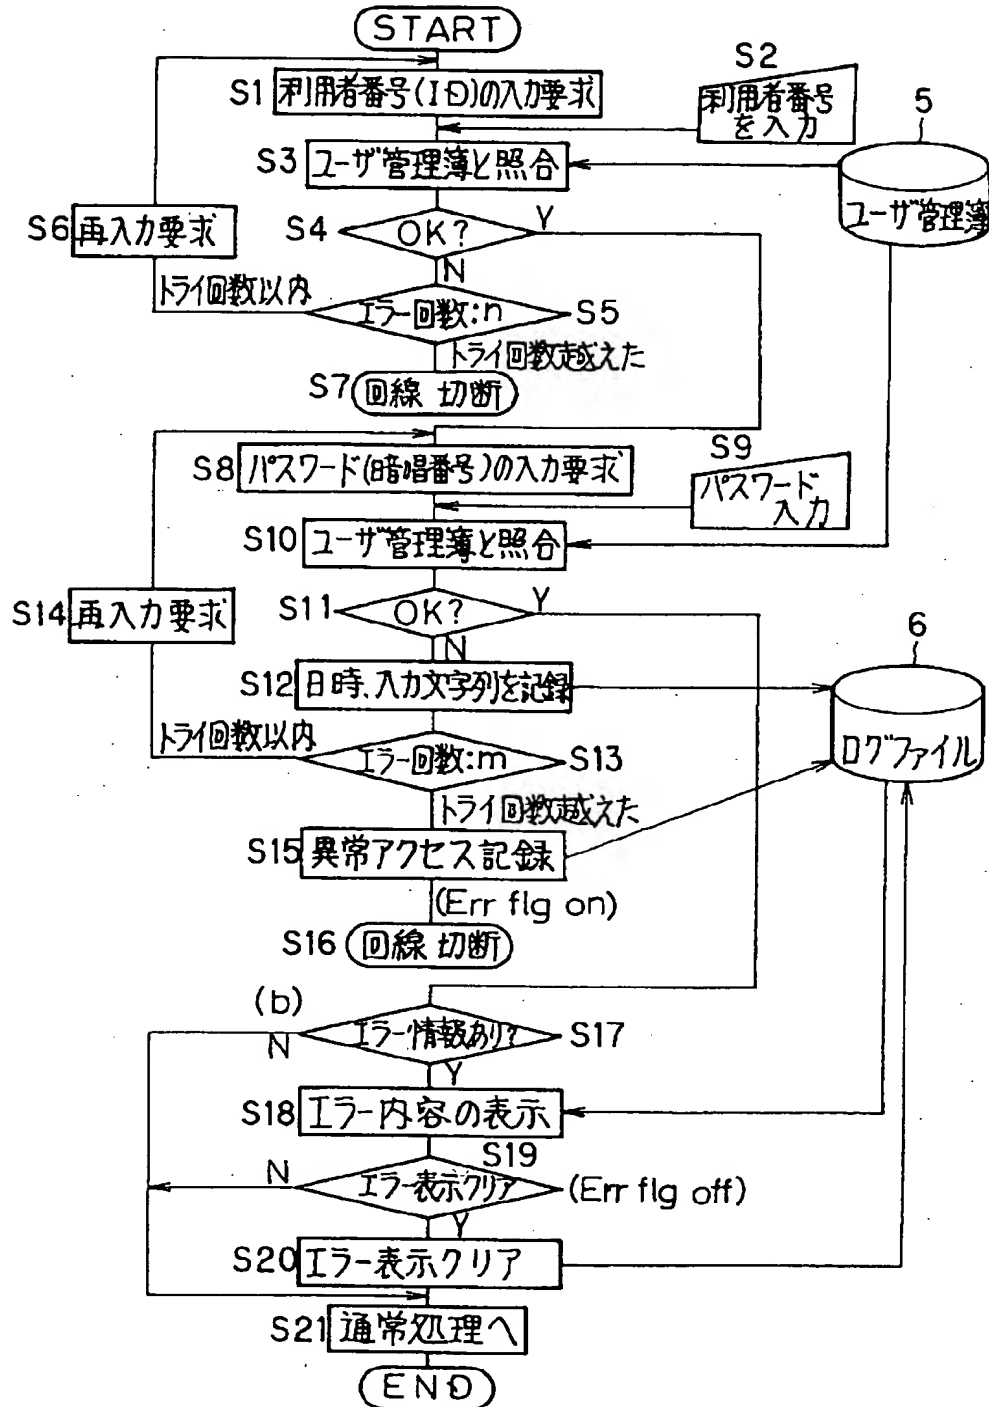 START
S1 利用者番号(ID)の入力要求
S2
利用者番号
を入力
5
S3 ユーザ管理簿と照合
ユーザ管理簿
S4 OK?
Y
N
S6 再入力要求
トライ回数以内
エラー回数:n
S5
トライ回数越えた
S7 回線切断
S8 パスワード(暗唱番号)の入力要求
S9
パスワード
入力
S10 ユーザ管理簿と照合
S11 OK?
Y
N
S14 再入力要求
S12 日時、入力文字列を記録
6
ログファイル
トライ回数以内
エラー回数:m
S13
トライ回数越えた
S15 異常アクセス記録
(Err flg on)
S16 回線切断
(b)
エラー情報あり?
S17
N
Y
S18 エラー内容の表示
S19
N
エラー表示クリア
(Err flg off)
Y
S20 エラー表示クリア
S21 通常処理へ
END